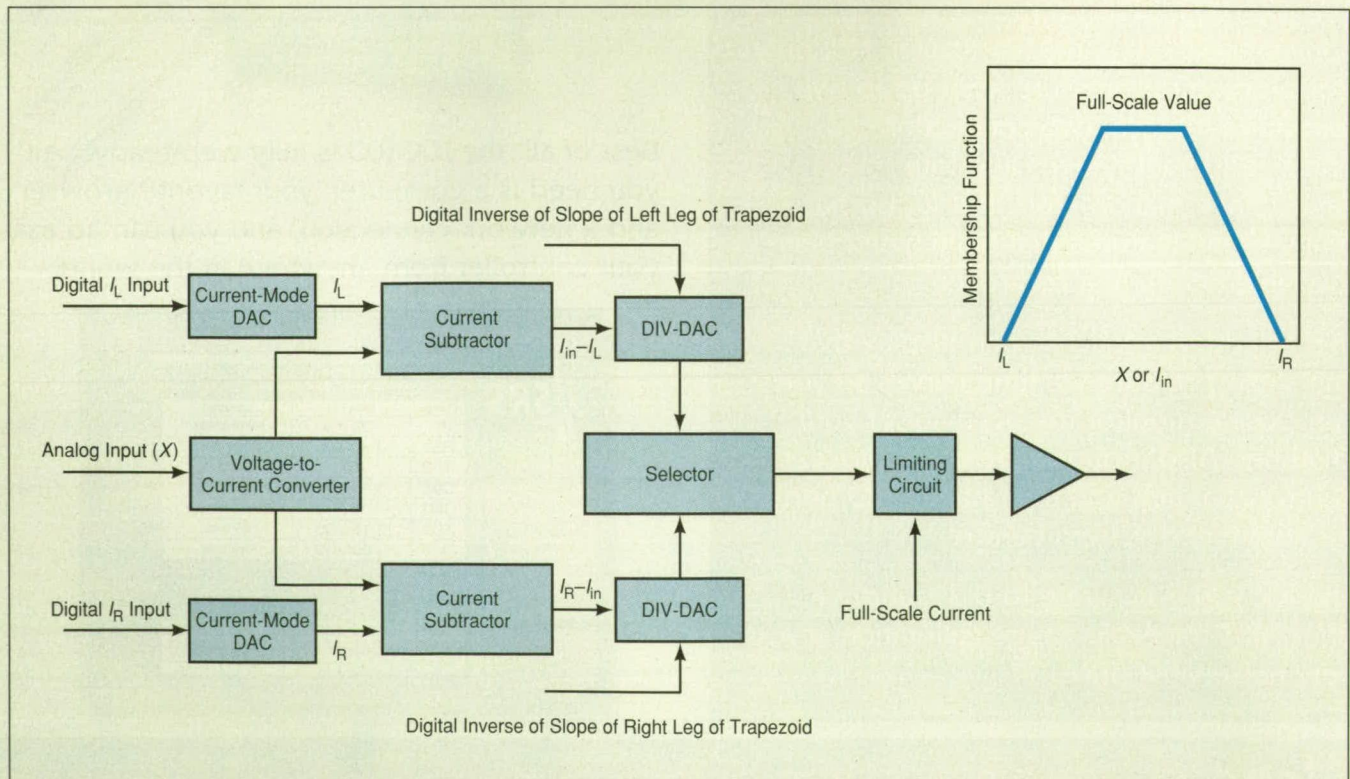 Full-Scale Value
Membership Function
I_L
I_R
X or I_in
Digital Inverse of Slope of Left Leg of Trapezoid
Digital I_L Input
Current-Mode
DAC
I_L
Current
Subtractor
I_in–I_L
DIV-DAC
Analog Input (X)
Voltage-to-
Current Converter
Selector
Limiting
Circuit
Full-Scale Current
Digital I_R Input
Current-Mode
DAC
I_R
Current
Subtractor
I_R–I_in
DIV-DAC
Digital Inverse of Slope of Right Leg of Trapezoid